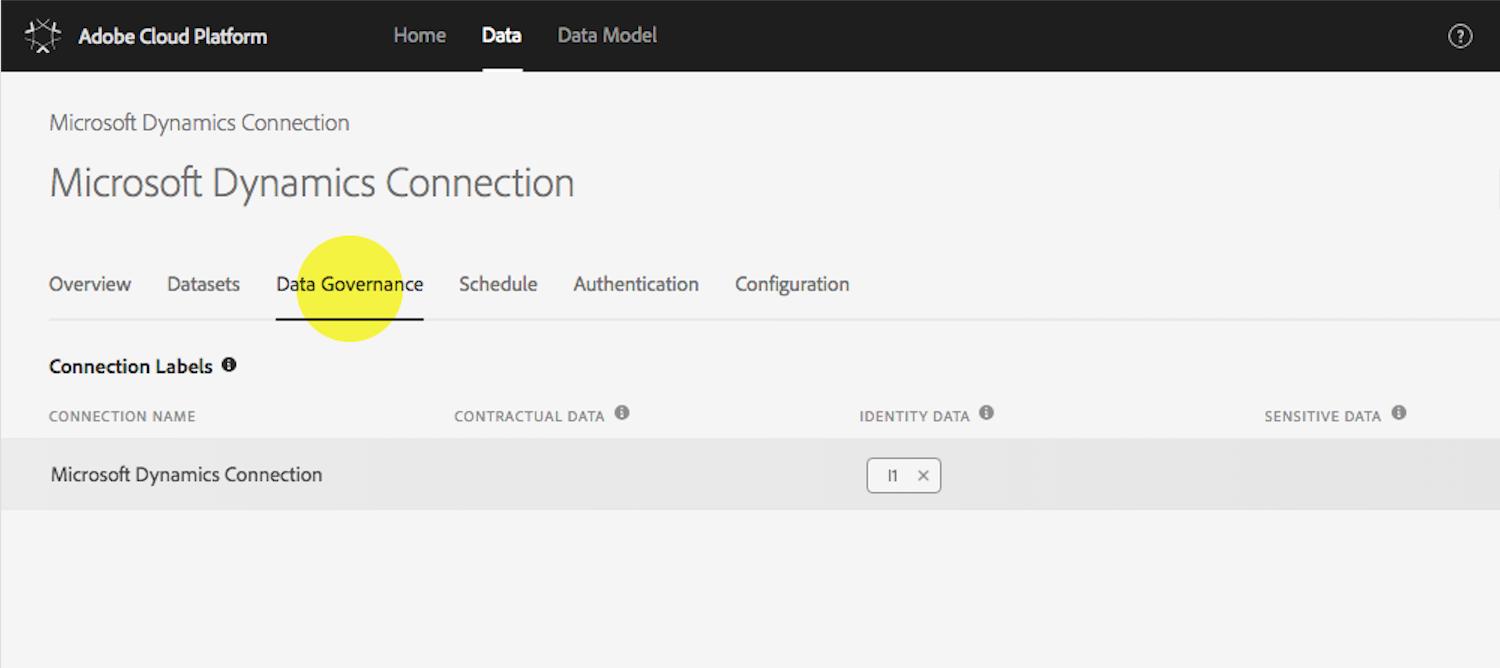 Adobe Cloud Platform Home Data Data Model ?
Microsoft Dynamics Connection
Microsoft Dynamics Connection
Overview Datasets Data Governance Schedule Authentication Configuration
Connection Labels
CONNECTION NAME CONTRACTUAL DATA IDENTITY DATA SENSITIVE DATA
Microsoft Dynamics Connection I1